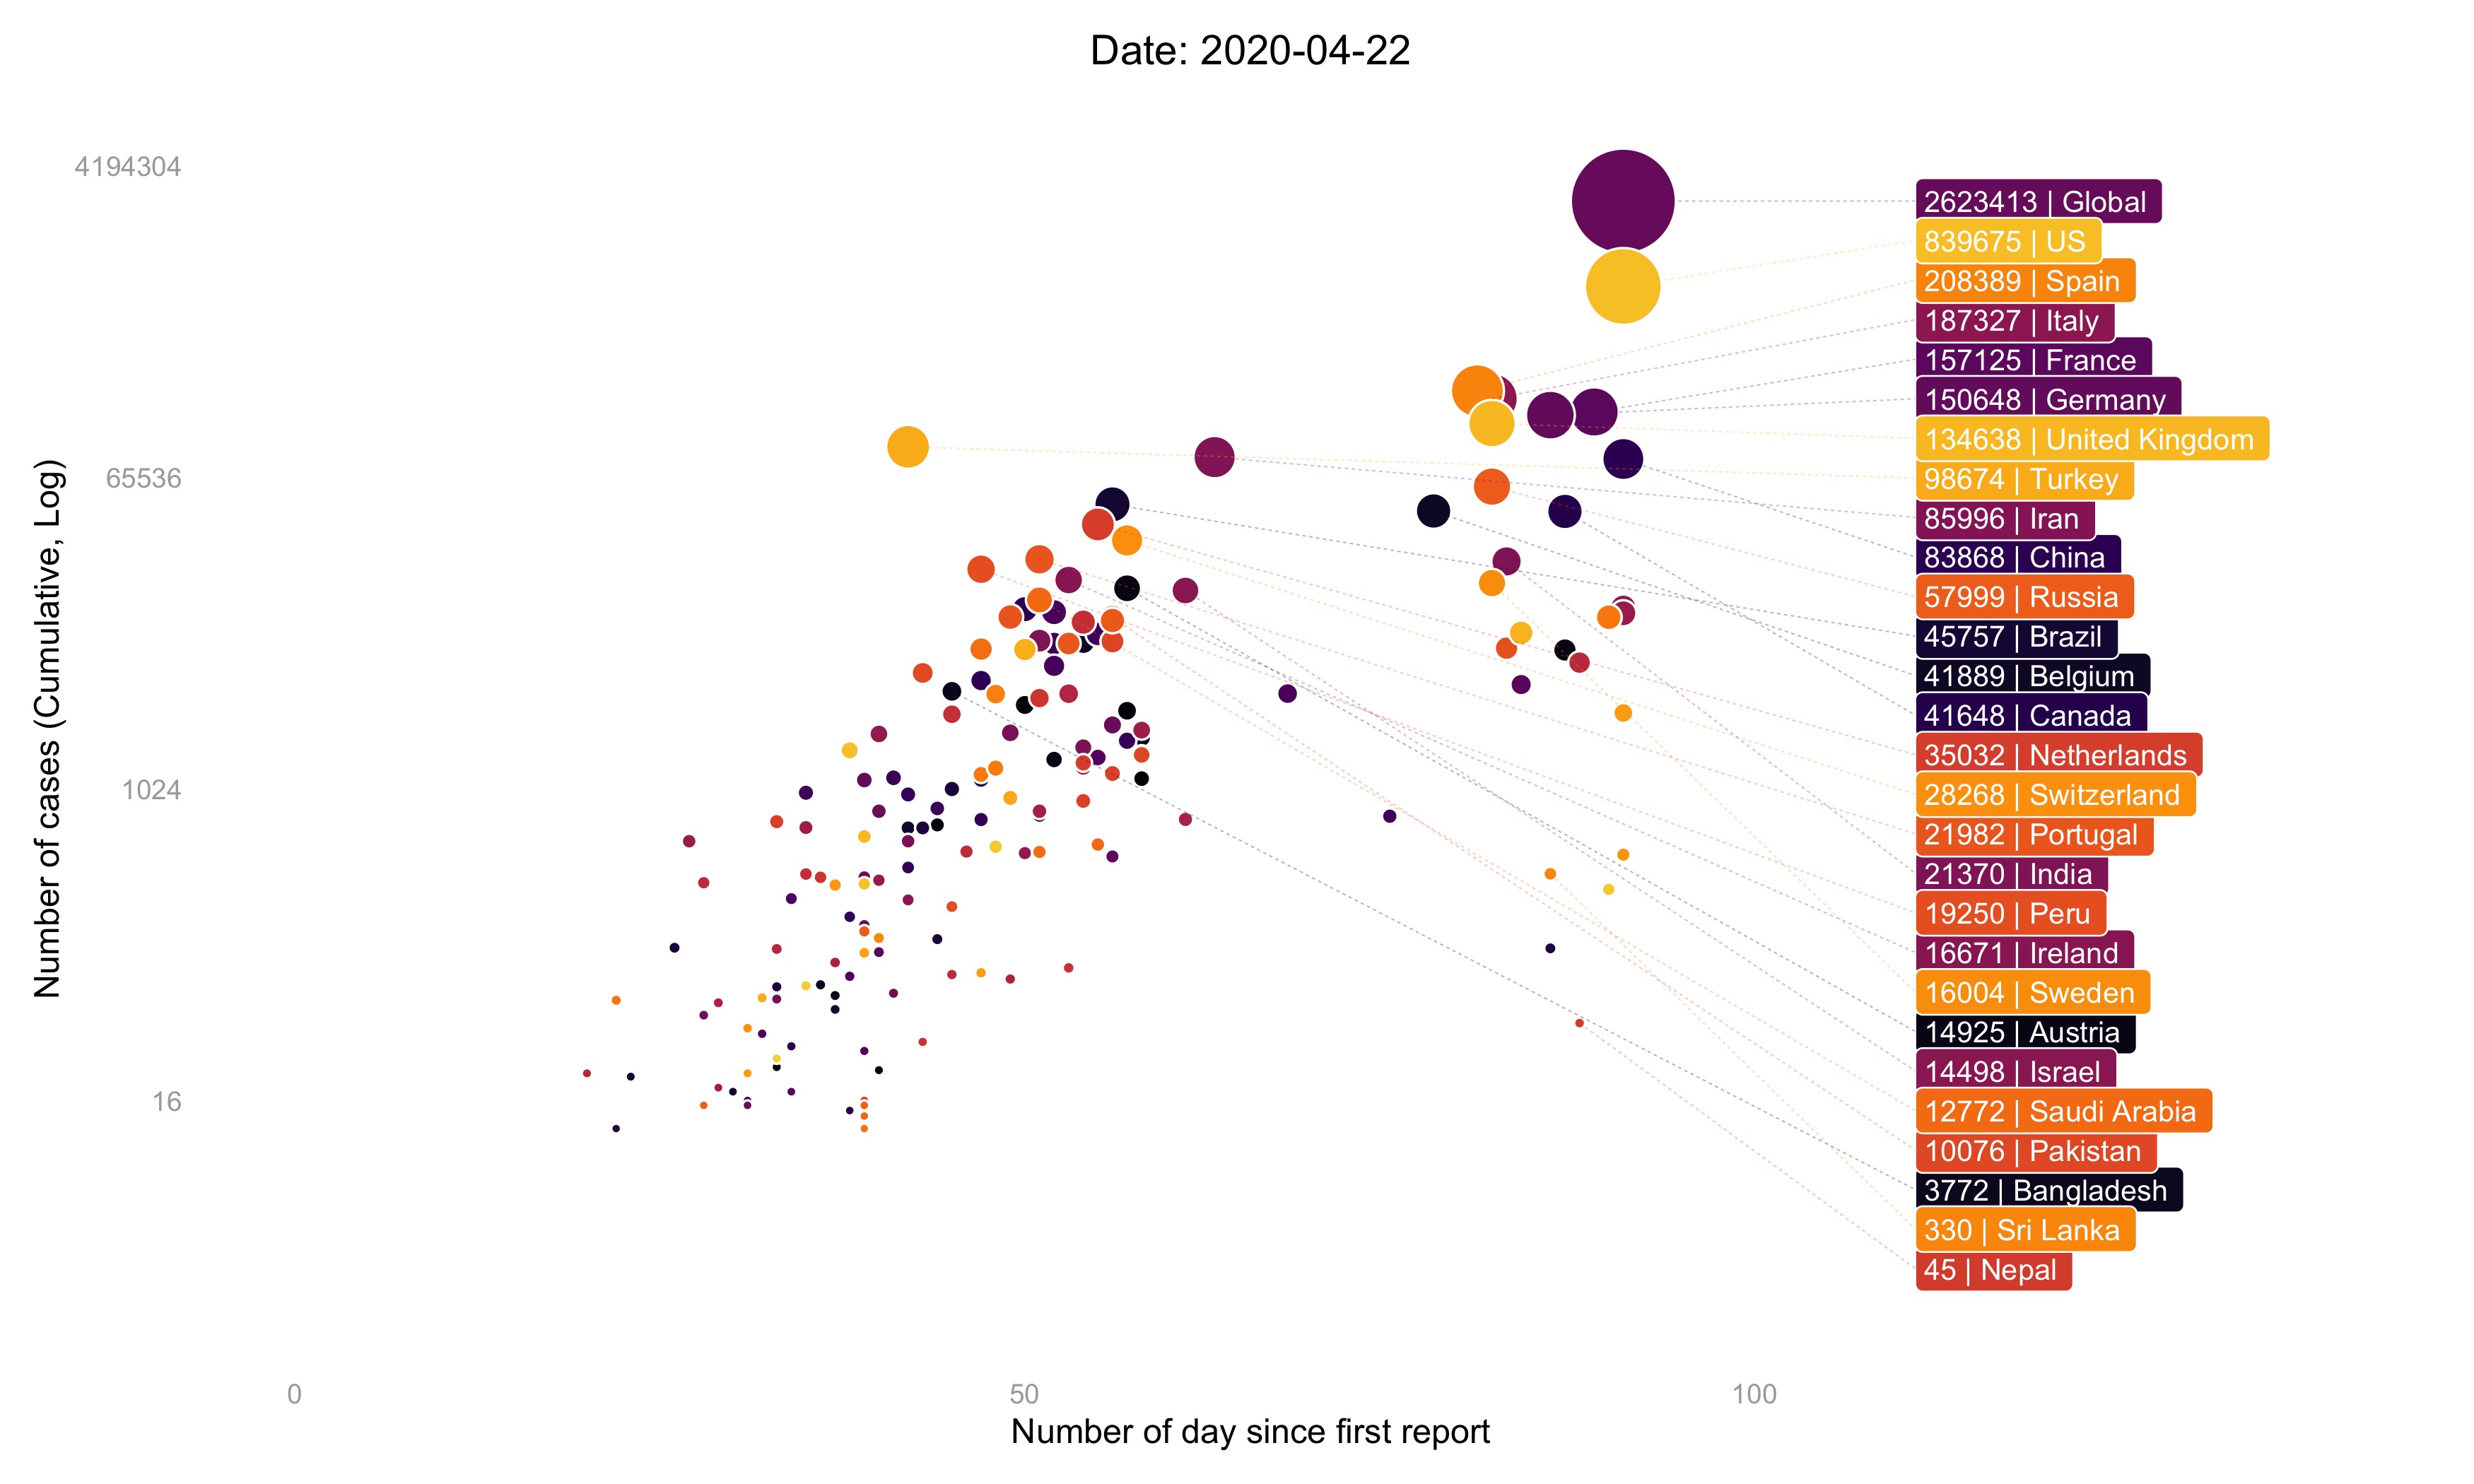 Date: 2020-04-22
Number of cases (Cumulative, Log)
4194304
65536
1024
16
2623413 | Global
839675 | US
208389 | Spain
187327 | Italy
157125 | France
150648 | Germany
134638 | United Kingdom
98674 | Turkey
85996 | Iran
83868 | China
57999 | Russia
45757 | Brazil
41889 | Belgium
41648 | Canada
35032 | Netherlands
28268 | Switzerland
21982 | Portugal
21370 | India
19250 | Peru
16671 | Ireland
16004 | Sweden
14925 | Austria
14498 | Israel
12772 | Saudi Arabia
10076 | Pakistan
3772 | Bangladesh
330 | Sri Lanka
45 | Nepal
0 50 100
Number of day since first report